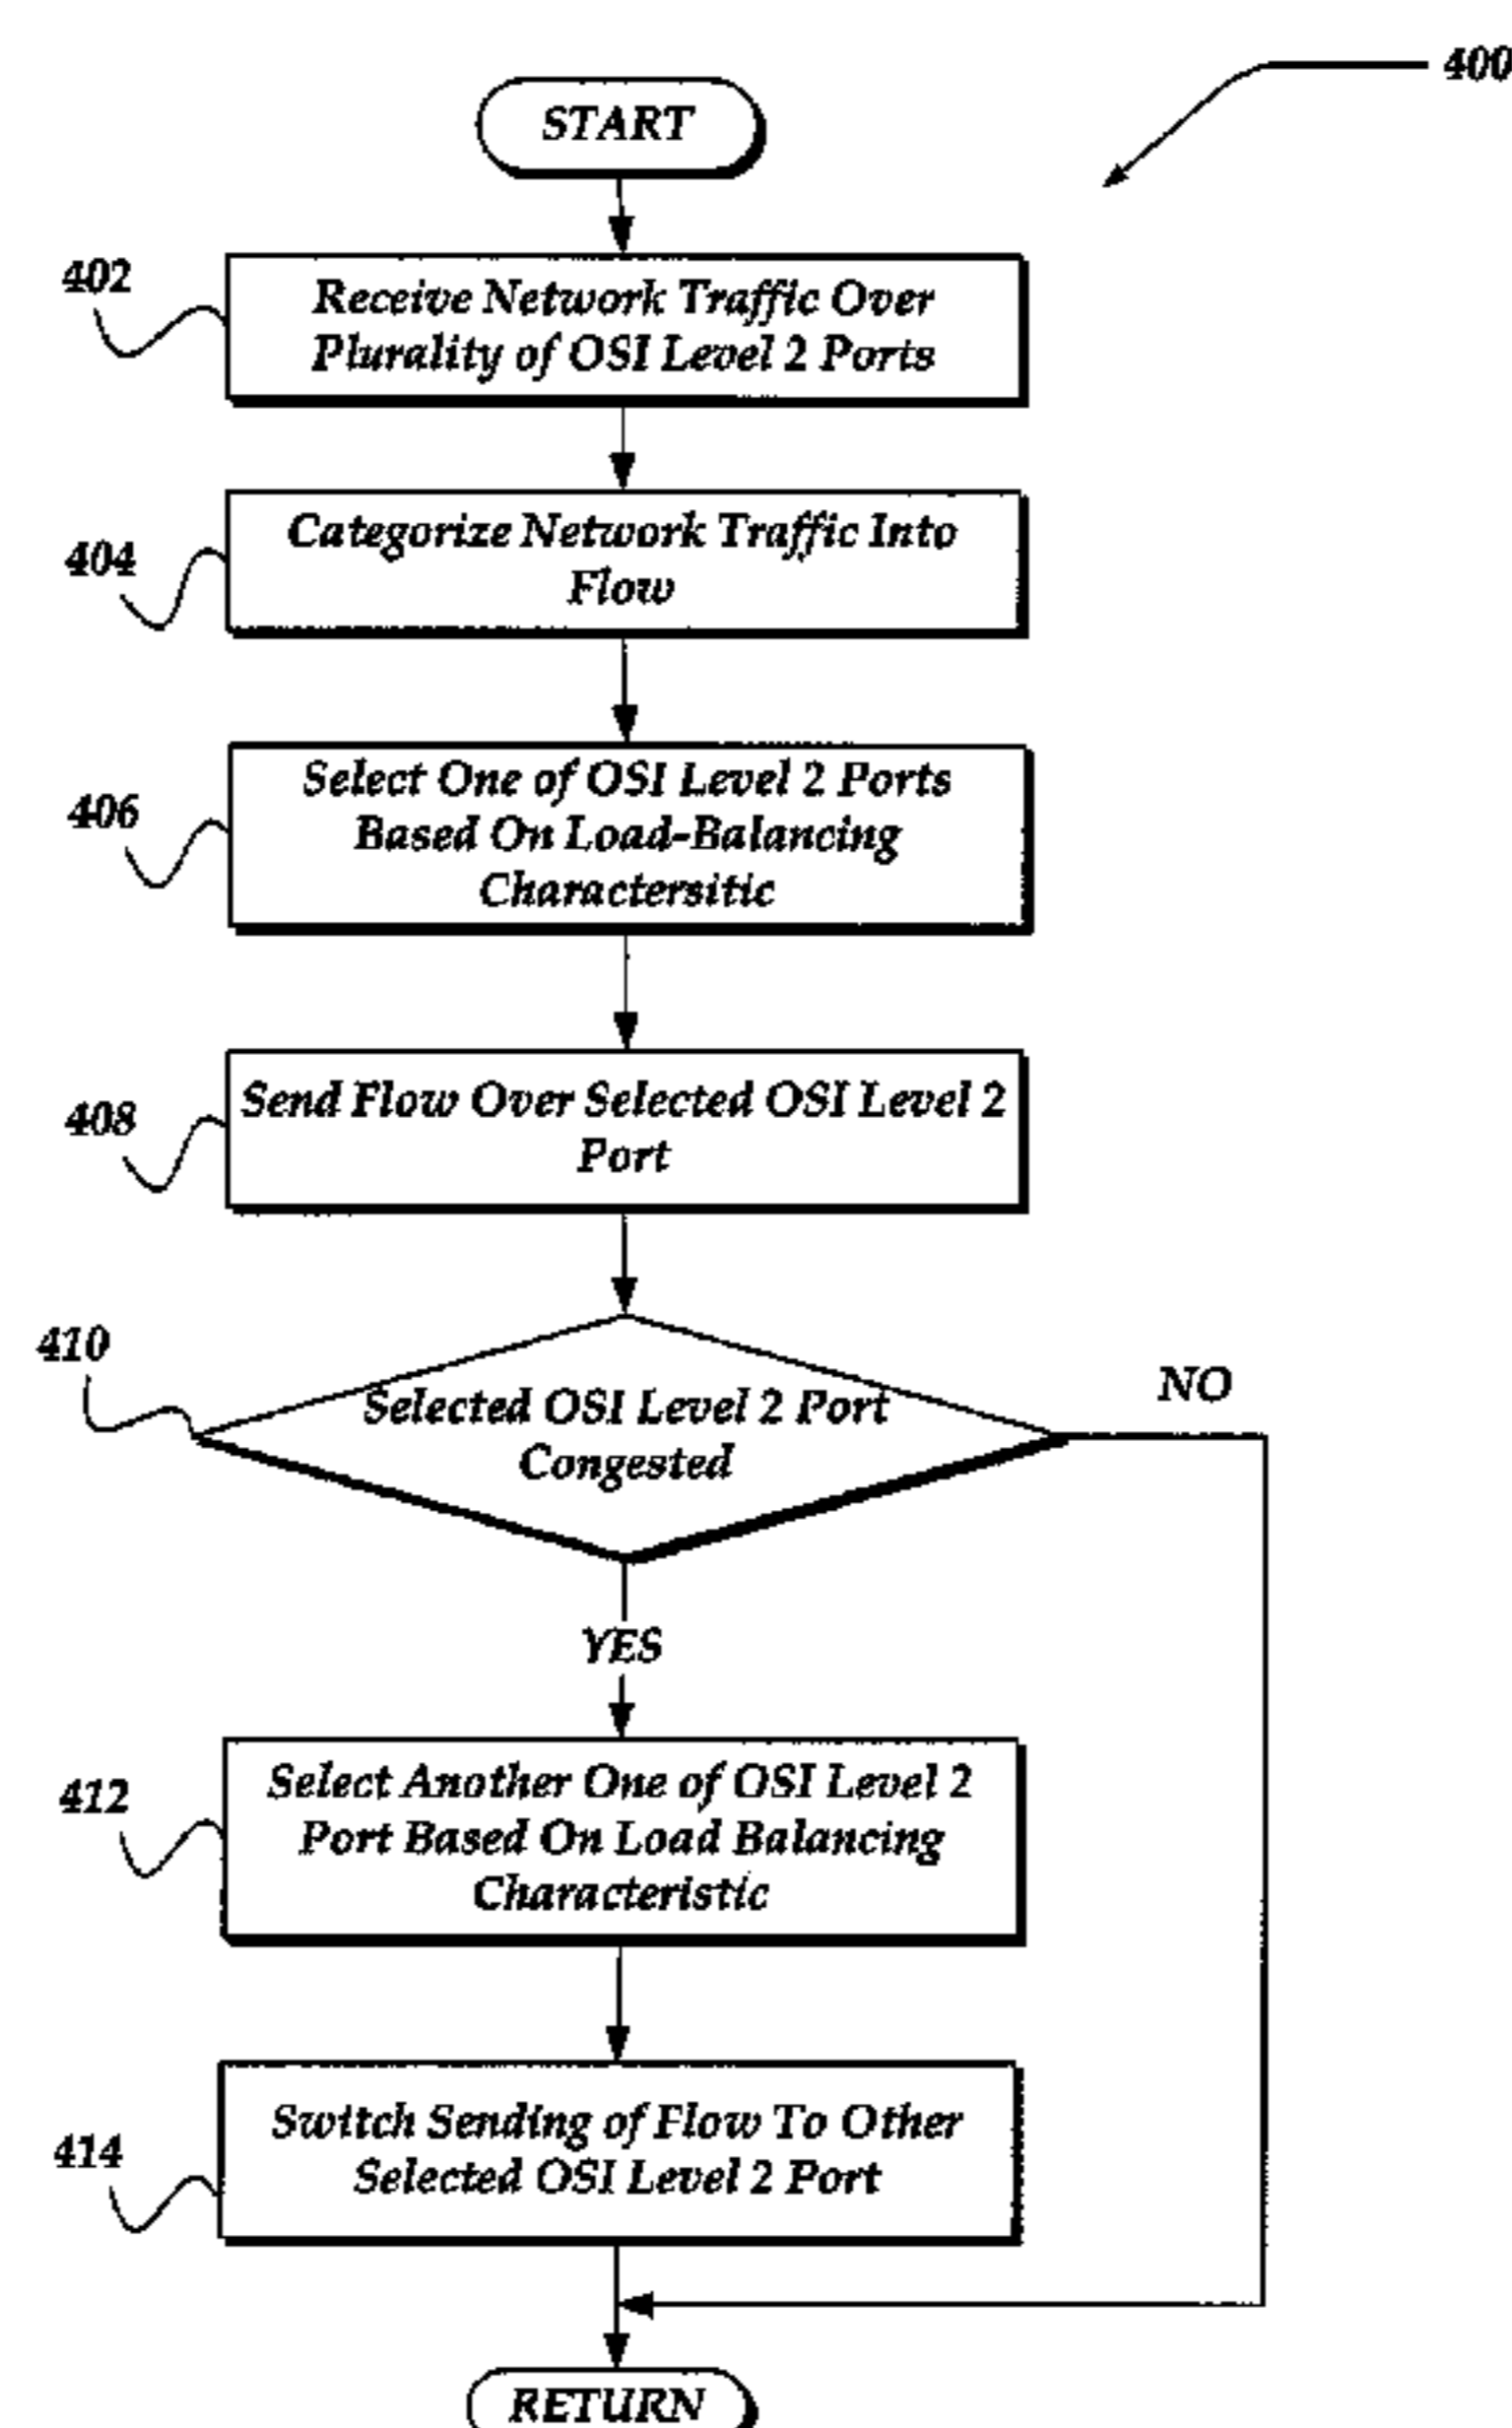 400
START
402
Receive Network Traffic Over
Plurality of OSI Level 2 Ports
404
Categorize Network Traffic Into
Flow
406
Select One of OSI Level 2 Ports
Based On Load-Balancing
Charactersitic
408
Send Flow Over Selected OSI Level 2
Port
410
Selected OSI Level 2 Port
Congested
NO
YES
412
Select Another One of OSI Level 2
Port Based On Load Balancing
Characteristic
414
Switch Sending of Flow To Other
Selected OSI Level 2 Port
RETURN